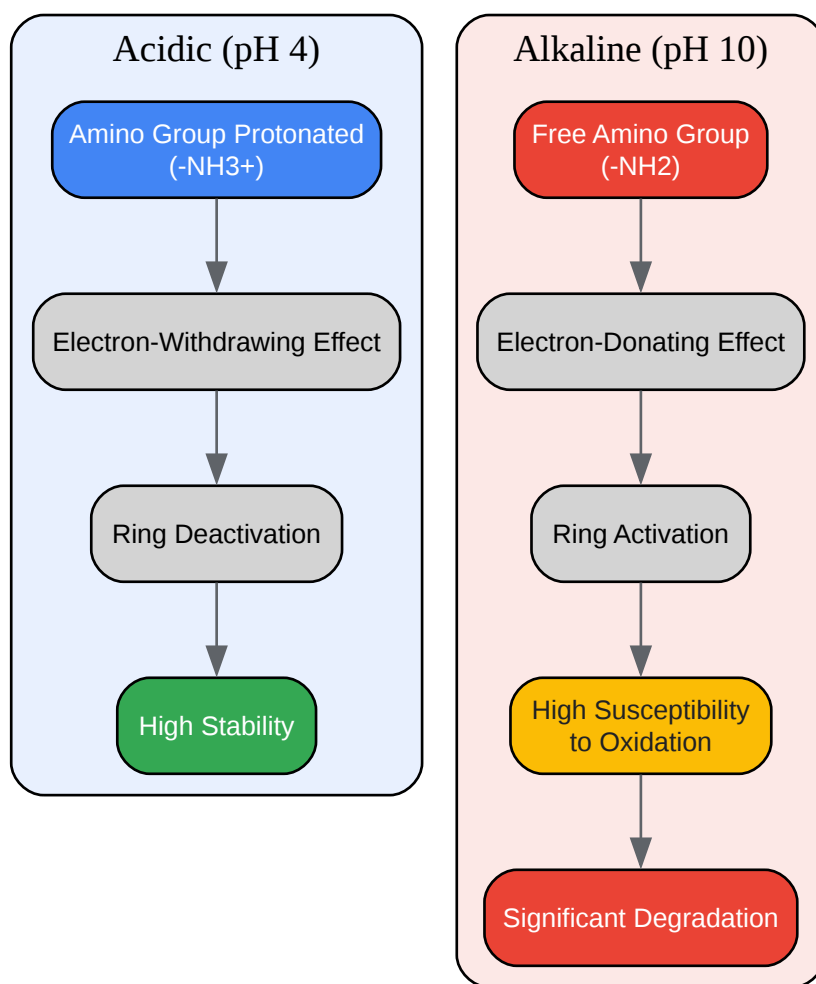 Acidic (pH 4)
Amino Group Protonated
(-NH3+)
Electron-Withdrawing Effect
Ring Deactivation
High Stability
Alkaline (pH 10)
Free Amino Group
(-NH2)
Electron-Donating Effect
Ring Activation
High Susceptibility
to Oxidation
Significant Degradation